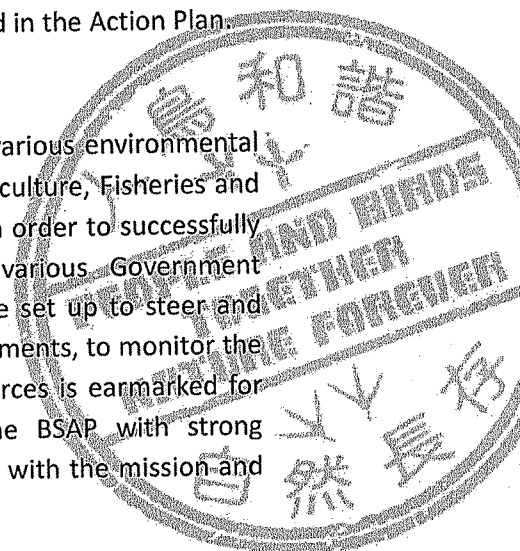 d in the Action Plan.
人鳥和諧
arious environmental
culture, Fisheries and
n order to successfully
various Government
e set up to steer and
ments, to monitor the
rces is earmarked for
ne BSAP with strong
with the mission and
PEOPLE AND BIRDS
TOGETHER
NATURE FOREVER
自然長存